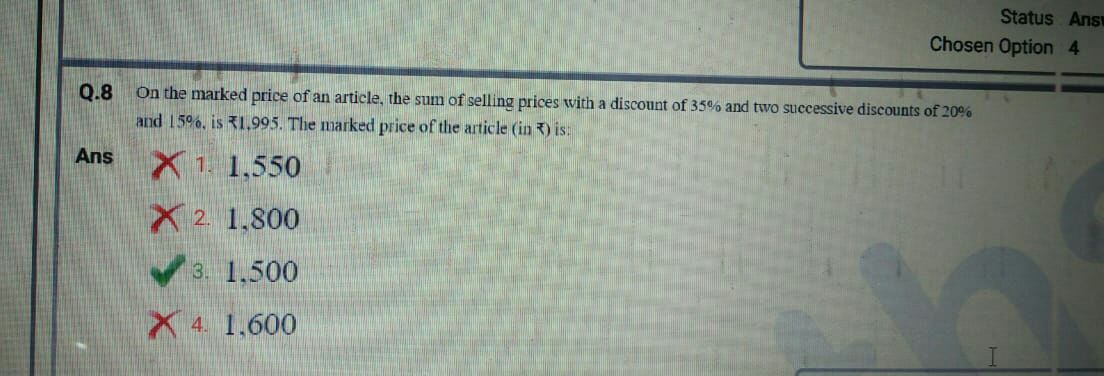 Status
Chosen Option 4
Q.8 On the marked price of an article, the sum of selling prices with a discount of 35% and two successive discounts of 20%
and 15%, is ₹1,995. The marked price of the article (in ₹) is:
Ans
1. 1,550
2. 1,800
3. 1,500
4. 1,600